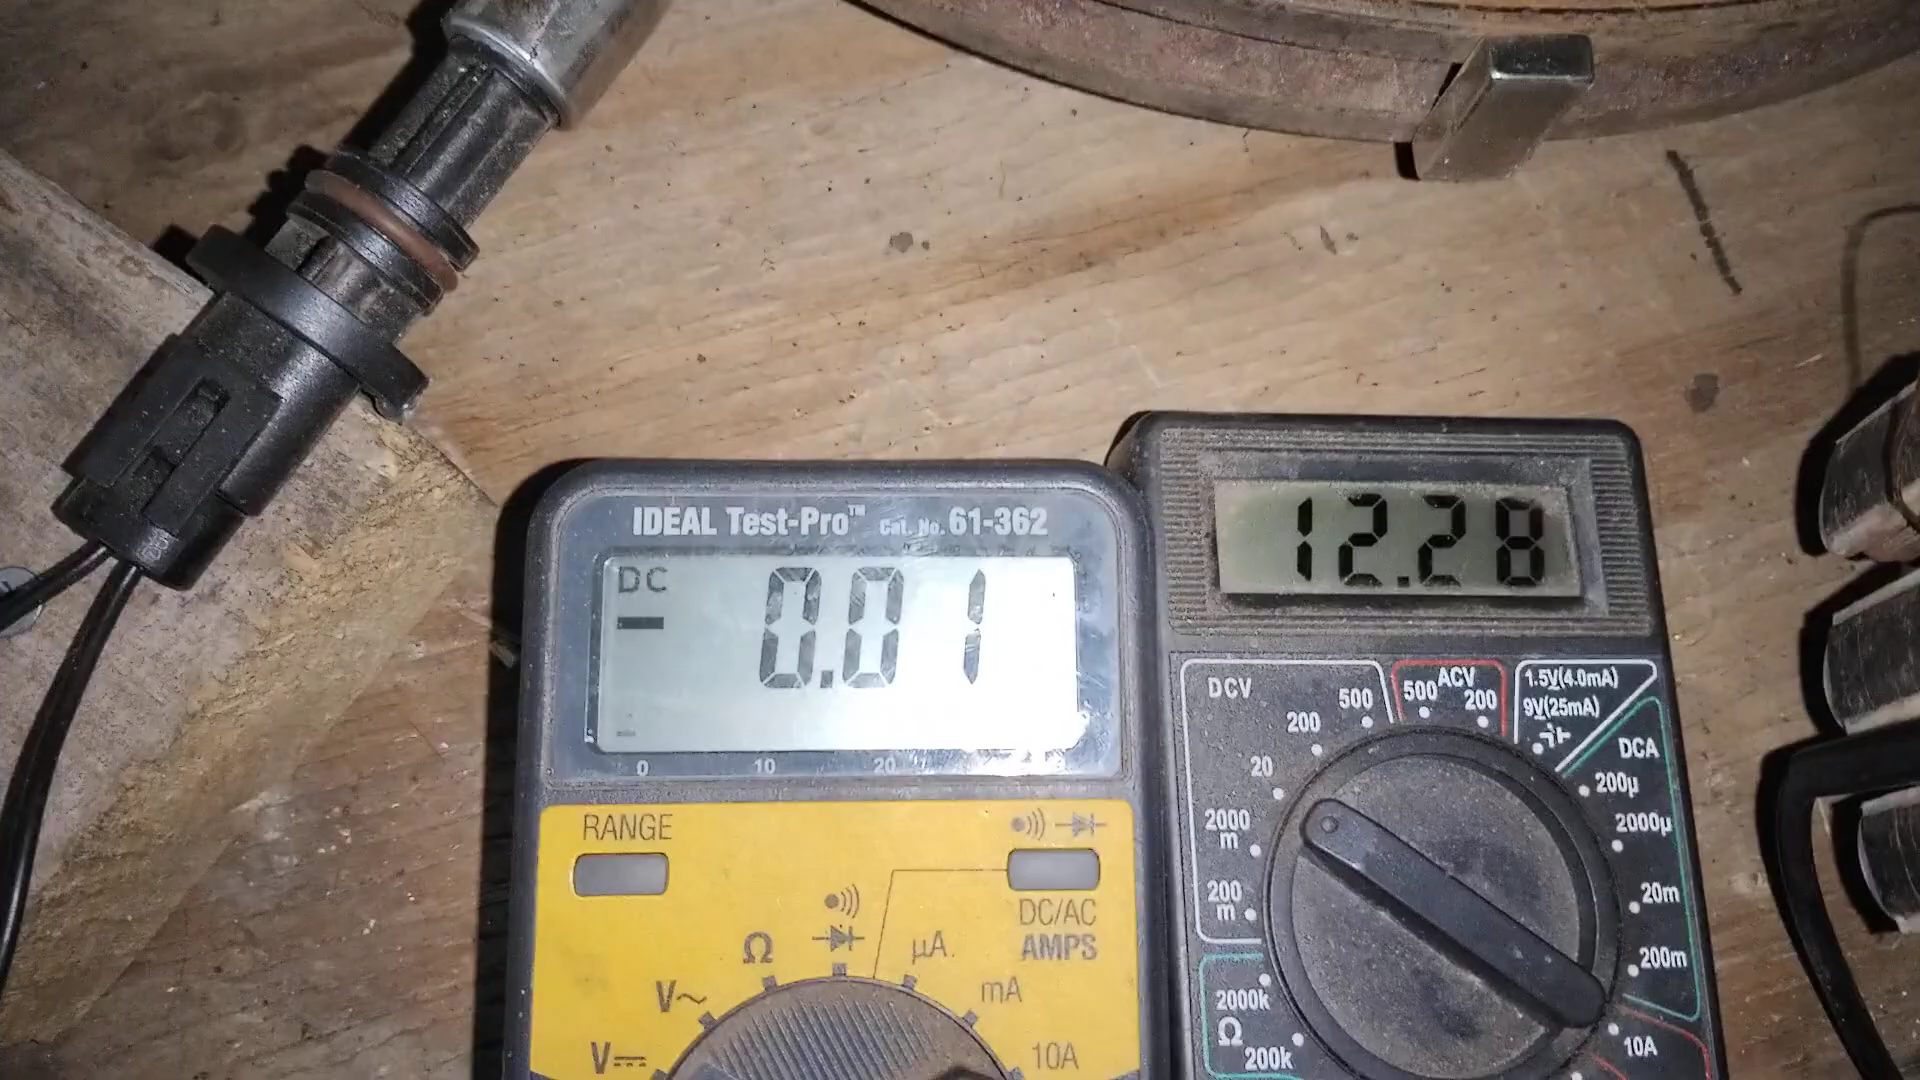 IDEAL Test-Pro™ Cat. No. 61-362
DC
-0.01
0 10 20
RANGE
DC/AC
AMPS
Ω
µA
V~
mA
V
10A
12.28
DCV
500
200
20
2000
m
200
m
ACV
500
200
1.5V(4.0mA)
9V(25mA)
DCA
200µ
2000µ
20m
200m
10A
2000k
Ω
200k